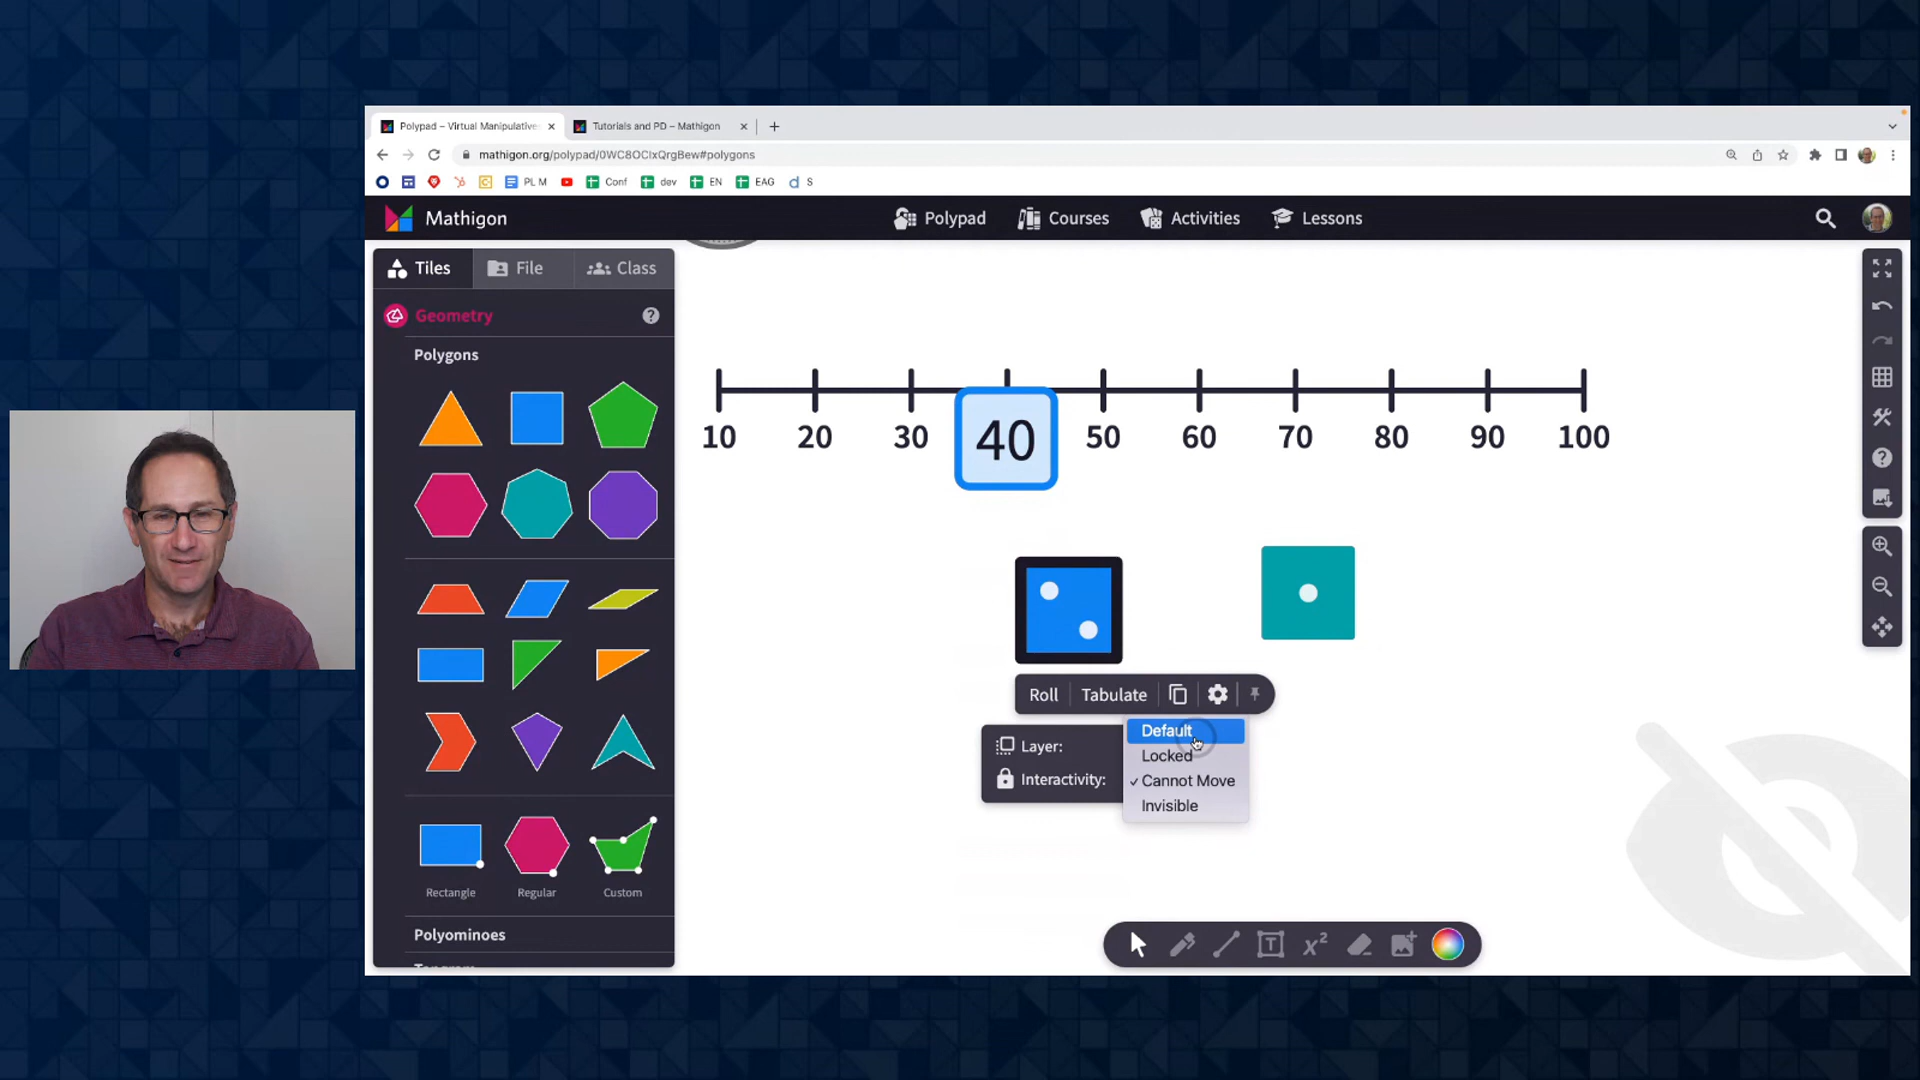 Polypad – Virtual Manipulatives
Tutorials and PD – Mathigon
mathigon.org/polypad/0WC8OClxQrgBew#polygons
PL M
Conf
dev
EN
EAG
S
Mathigon
Polypad
Courses
Activities
Lessons
Tiles
File
Class
Geometry
Polygons
Rectangle
Regular
Custom
Polyominoes
10
20
30
40
50
60
70
80
90
100
Roll
Tabulate
Layer:
Interactivity:
Default
Locked
✓ Cannot Move
Invisible